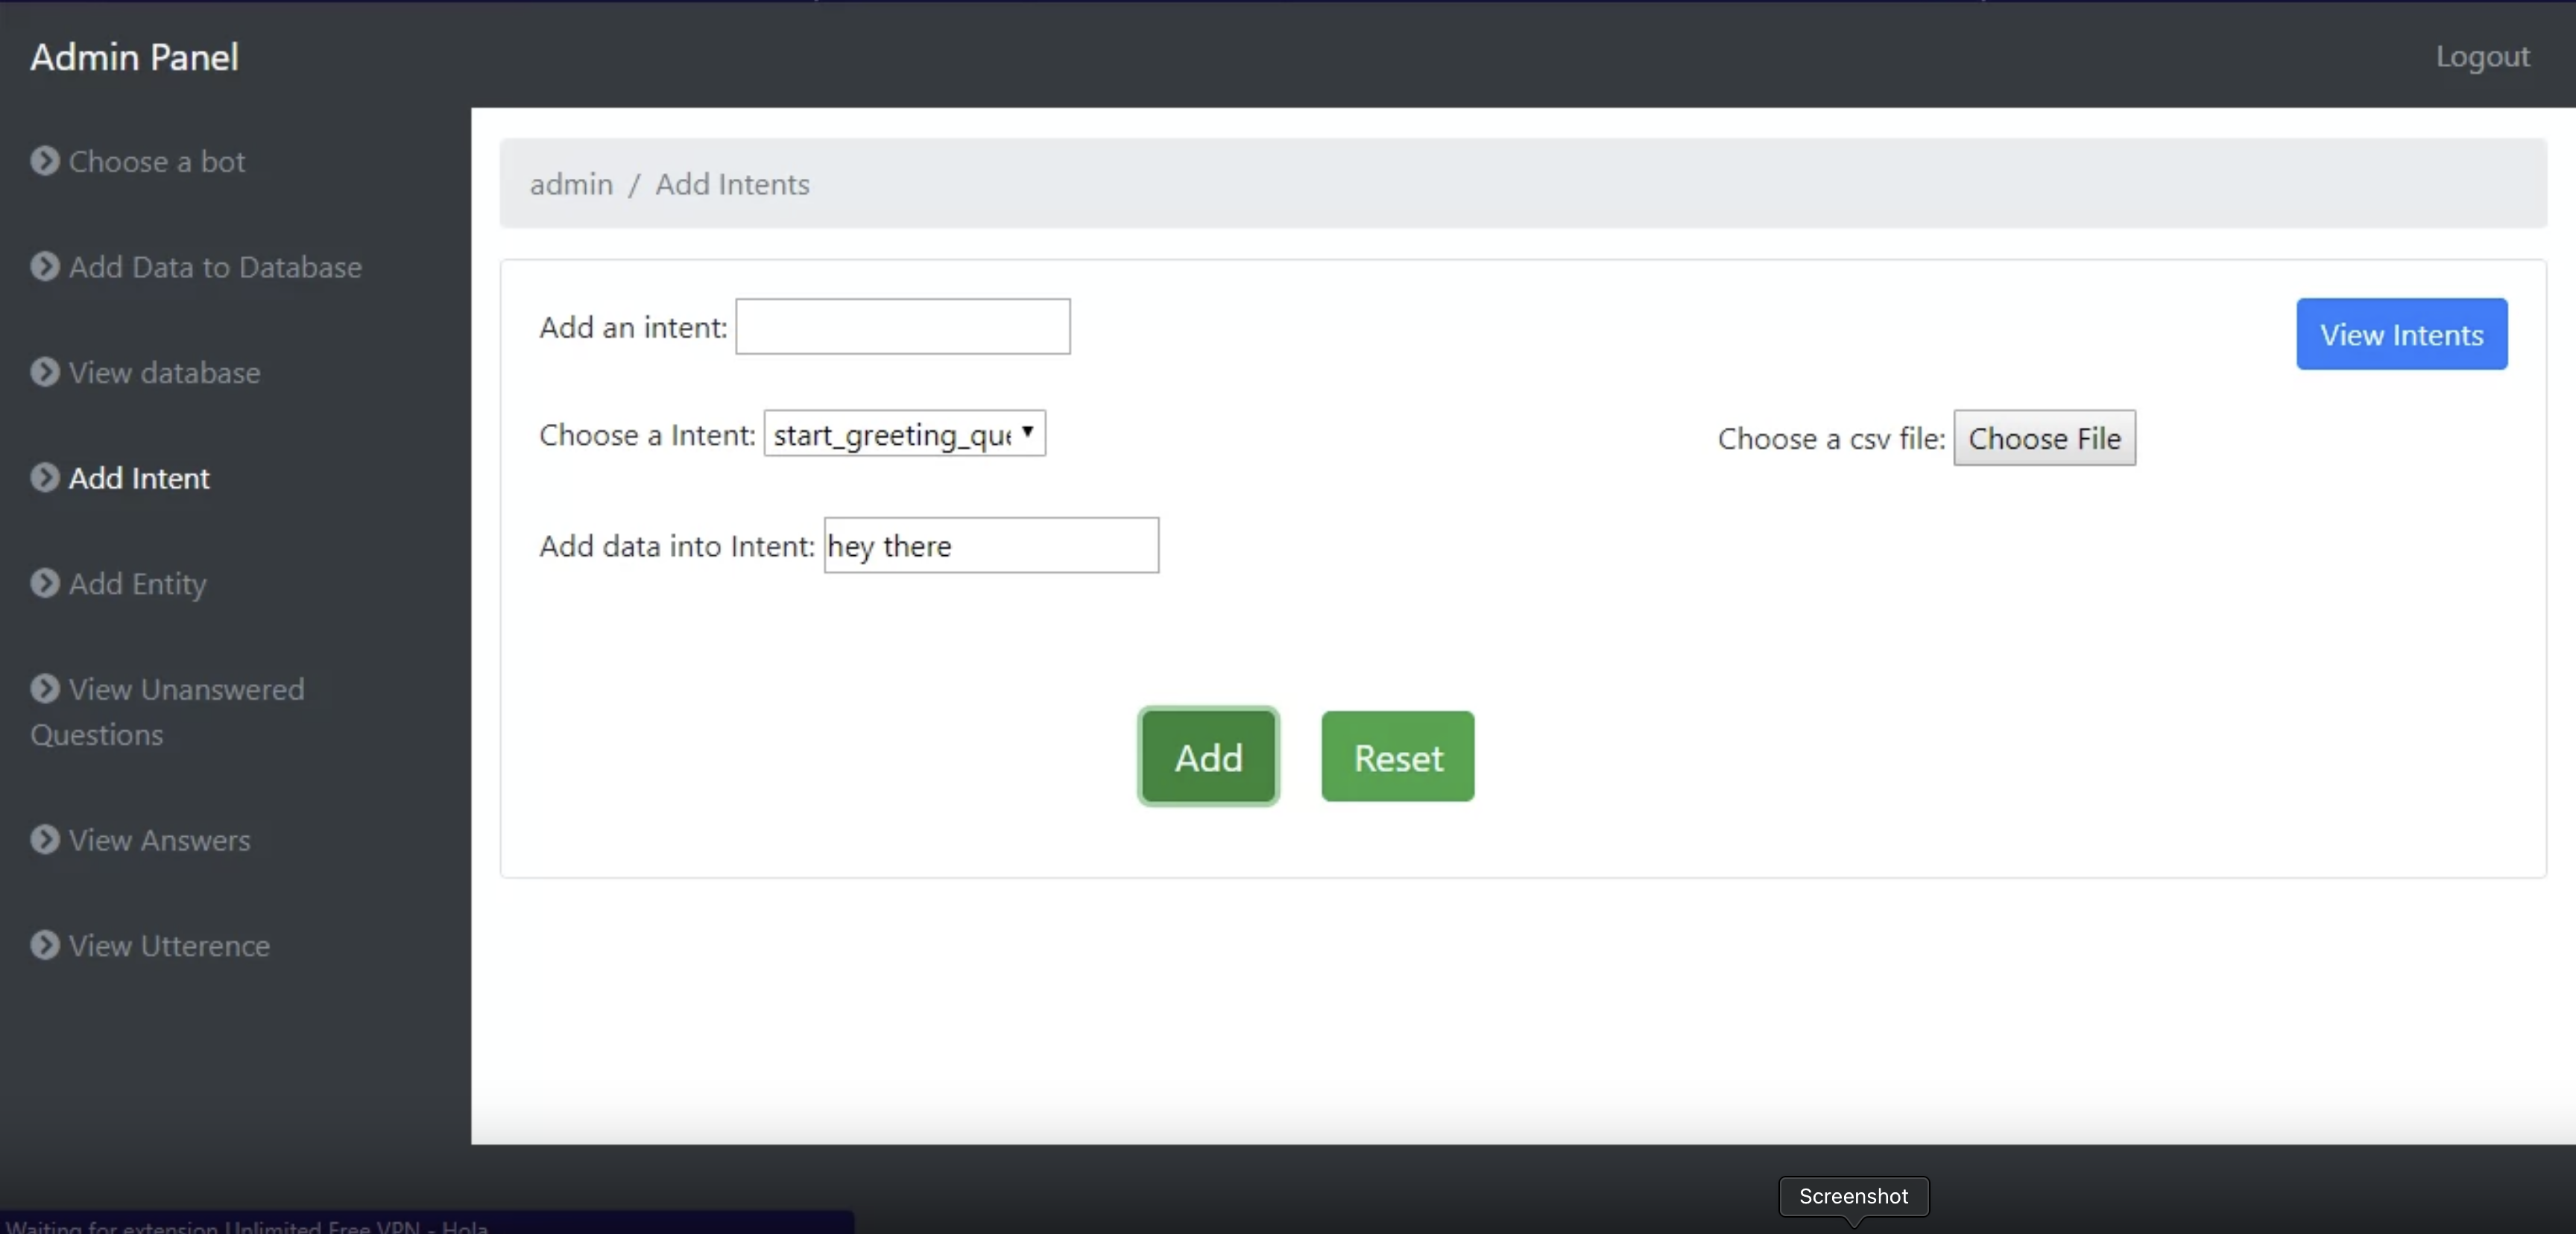 Admin Panel
Logout
Choose a bot
Add Data to Database
View database
Add Intent
Add Entity
View Unanswered
Questions
View Answers
View Utterence
admin / Add Intents
Add an intent:
View Intents
Choose a Intent: start_greeting_que
Choose a csv file: Choose File
Add data into Intent: hey there
Add Reset
Screenshot
Waiting for extension Unlimited Free VPN - Hola